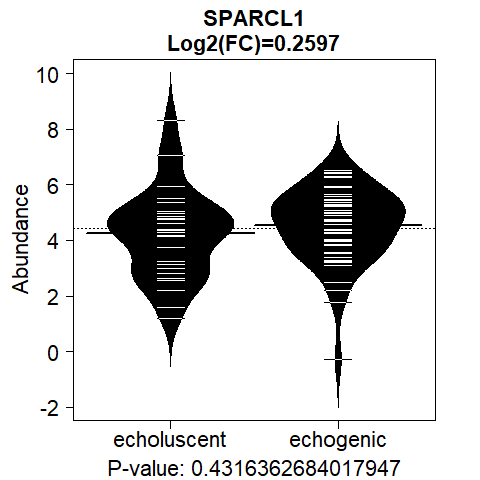 SPARCL1
Log2(FC)=0.2597
Abundance
10
8
6
4
2
0
-2
echoluscent echogenic
P-value: 0.4316362684017947